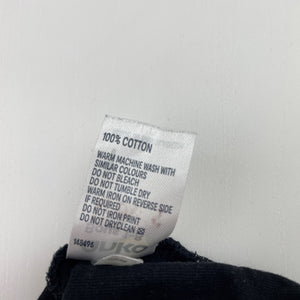 100% COTTON
WARM MACHINE WASH WITH
SIMILAR COLOURS
DO NOT BLEACH
DO NOT TUMBLE DRY
WARM IRON ON REVERSE SIDE
IF REQUIRED
DO NOT IRON PRINT
DO NOT DRYCLEAN